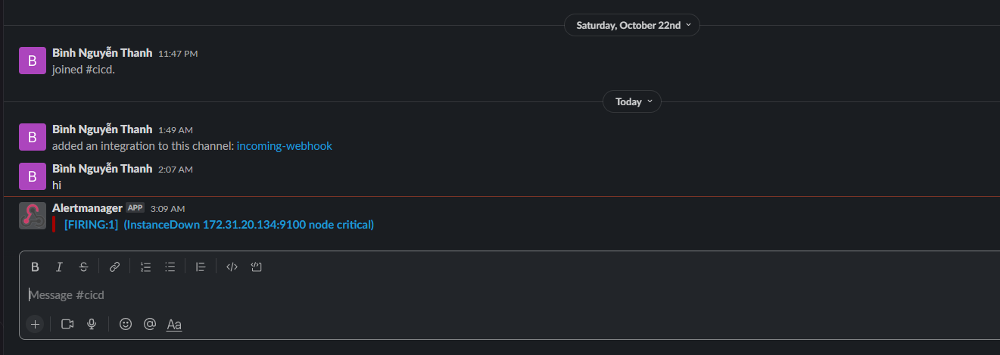 Saturday, October 22nd
B
Bình Nguyễn Thanh 11:47 PM
joined #cicd.
Today
B
Bình Nguyễn Thanh 1:49 AM
added an integration to this channel: incoming-webhook
B
Bình Nguyễn Thanh 2:07 AM
hi
Alertmanager APP 3:09 AM
[FIRING:1] (InstanceDown 172.31.20.134:9100 node critical)
B I S </>
Message #cicd
+ @ Aa